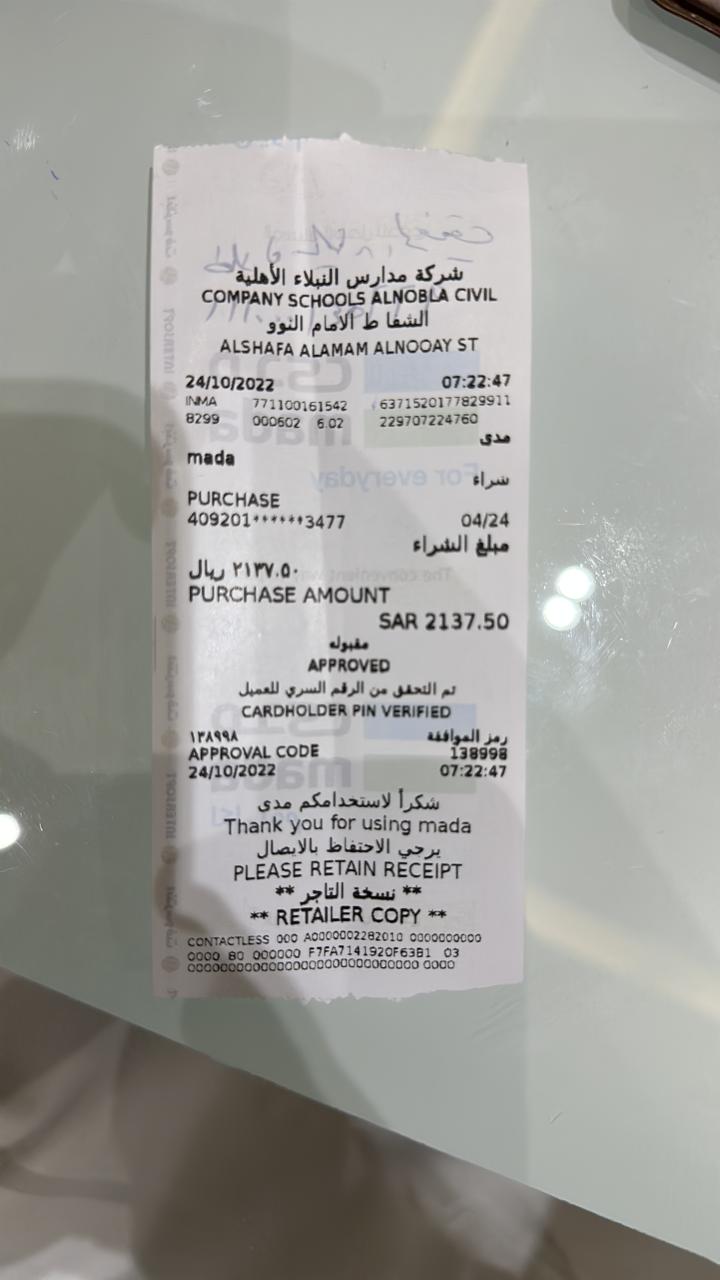 شركة مدارس النبلاء الأهلية
COMPANY SCHOOLS ALNOBLA CIVIL
الشفا ط الامام النوو
ALSHAFA ALAMAM ALNOOAY ST
24/10/2022 07:22:47
INMA 771100161542 6371520177829911
8299 000602 6.02 229707224760
مدى
mada
شراء
PURCHASE
409201******3477 04/24
مبلغ الشراء
٢١٣٧.٥٠ ريال
PURCHASE AMOUNT
SAR 2137.50
مقبوله
APPROVED
تم التحقق من الرقم السري للعميل
CARDHOLDER PIN VERIFIED
رمز الموافقة ١٣٨٩٩٨
APPROVAL CODE 138998
24/10/2022 07:22:47
شكرأ لاستخدامكم مدى
Thank you for using mada
يرجي الاحتفاظ بالايصال
PLEASE RETAIN RECEIPT
** نسخة التاجر **
** RETAILER COPY **
CONTACTLESS 000 A0000002282010 0000000000
0000 80 000000 F7FA7141920F63B1 03
00000000000000000000000000000 0000